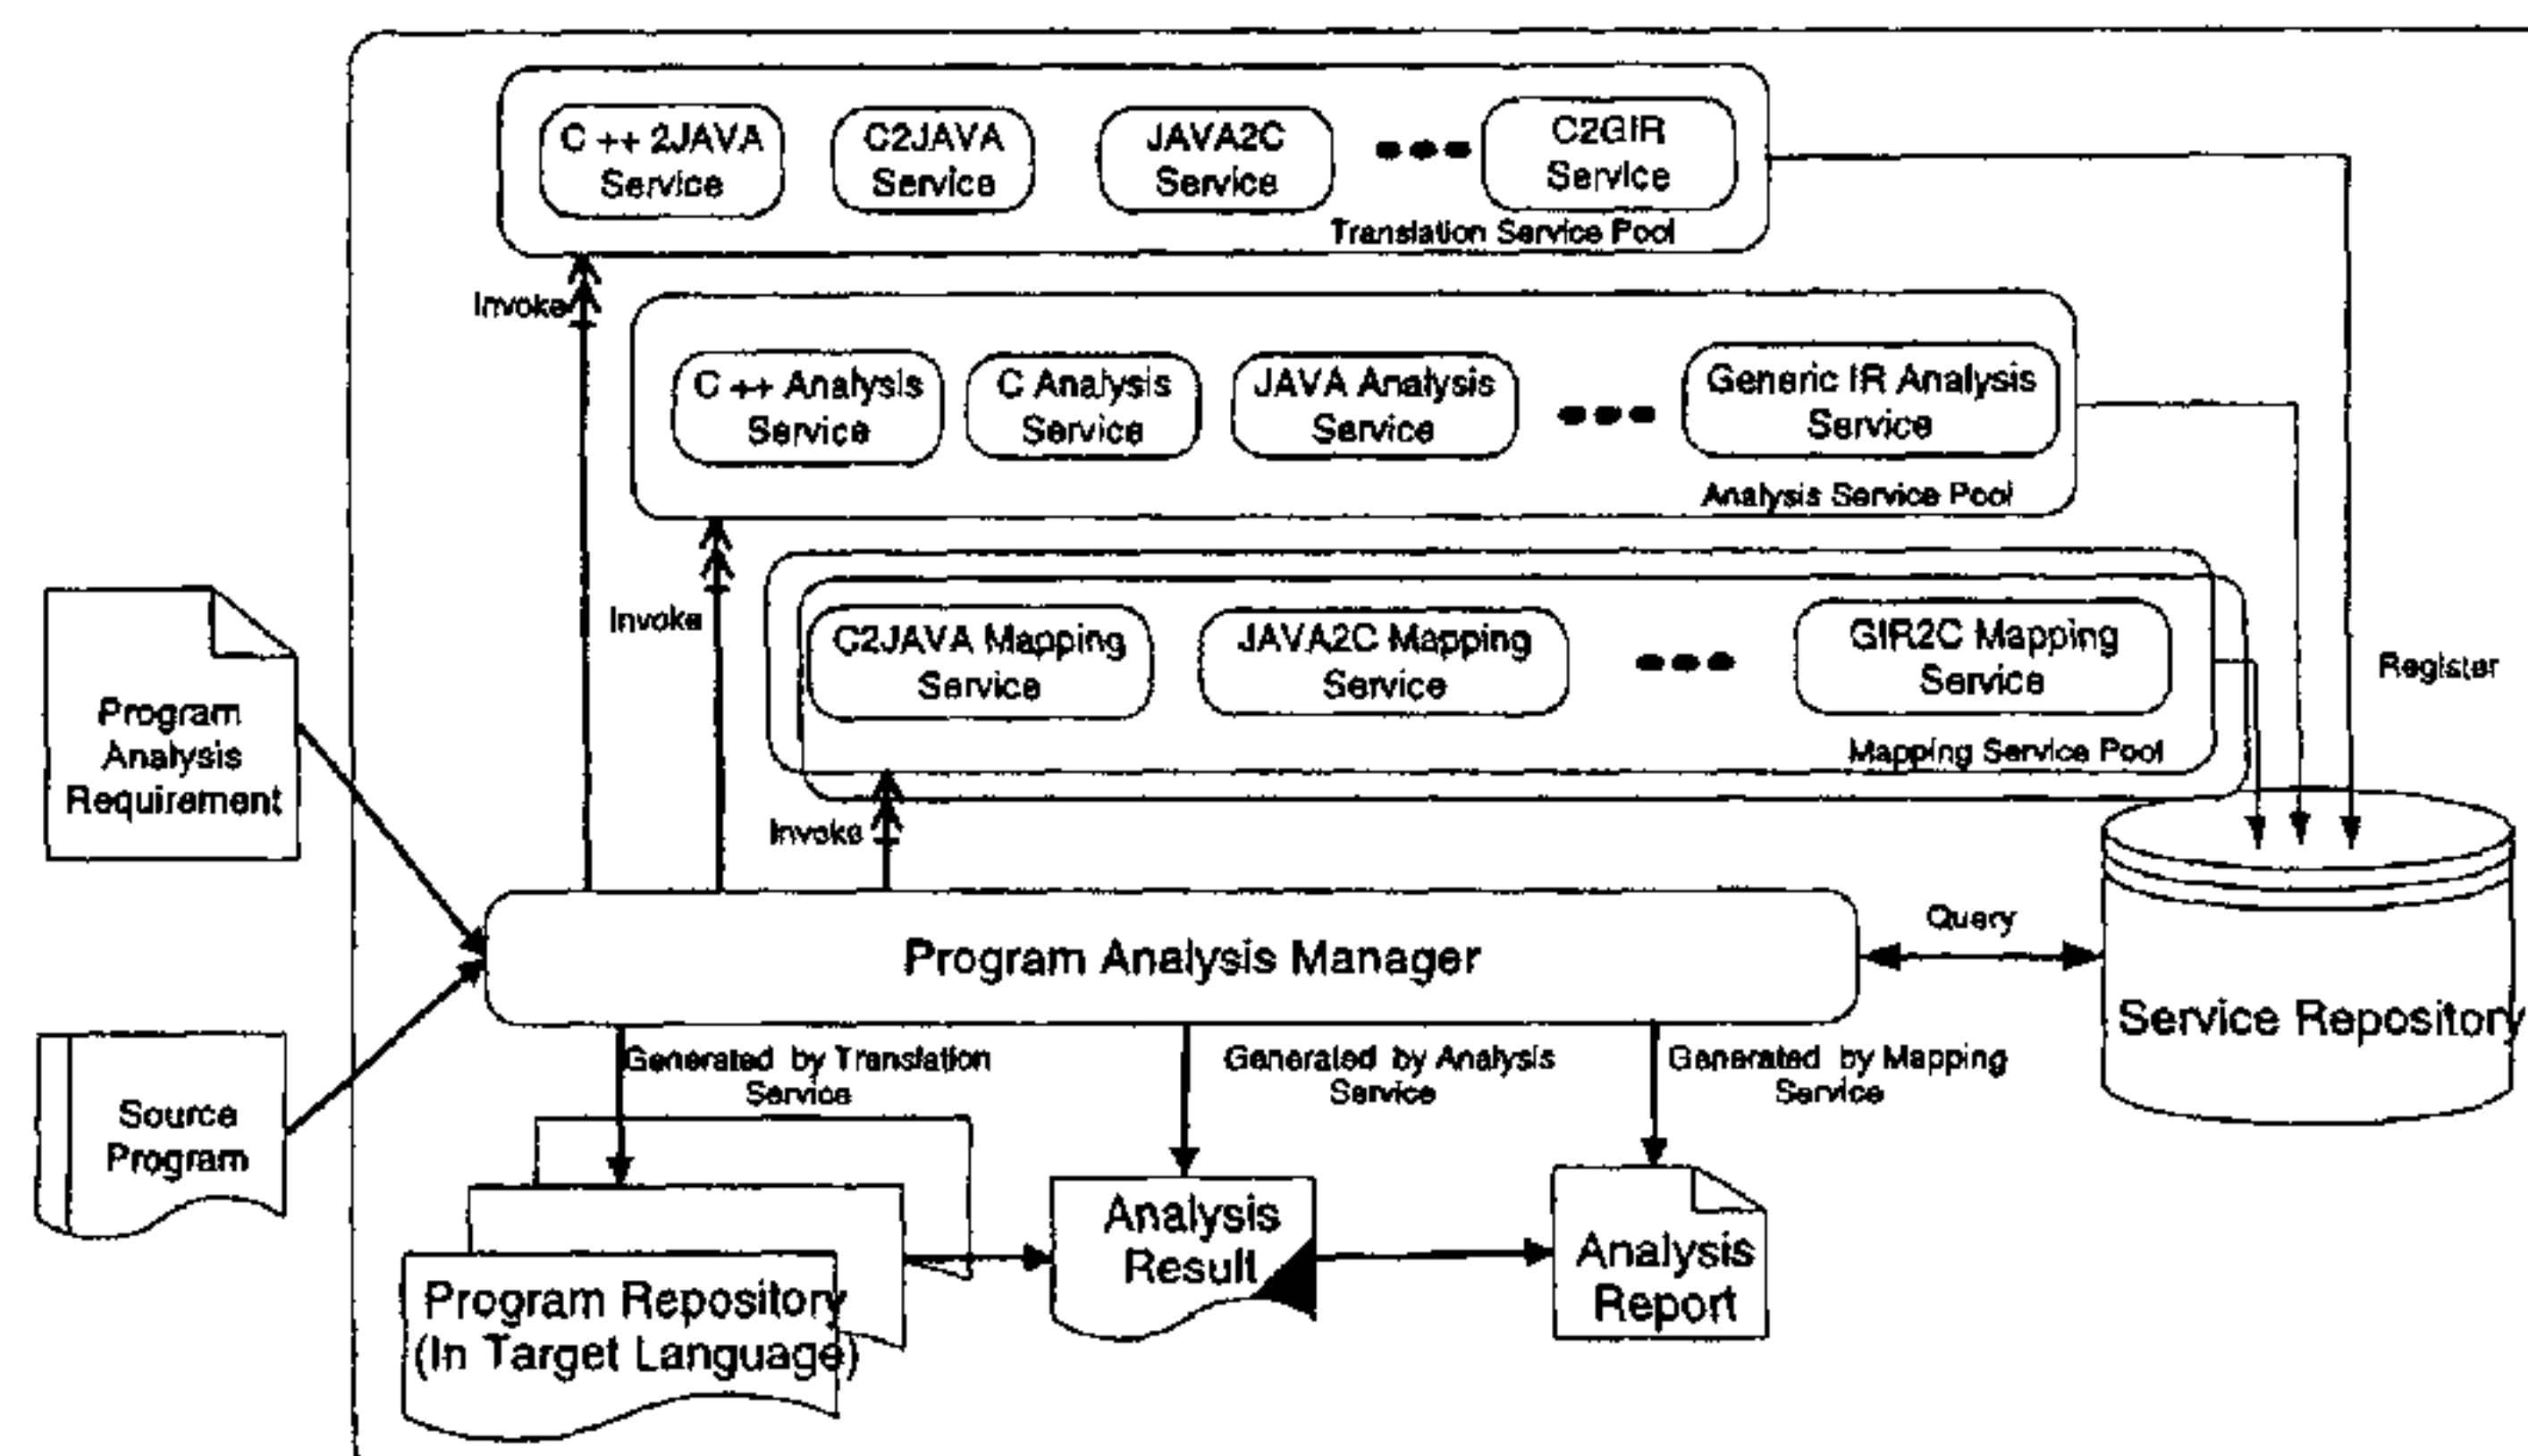 C ++ 2JAVA
Service
C2JAVA
Service
JAVA2C
Service
C2GIR
Service
Translation Service Pool
Invoke
C ++ Analysis
Service
C Analysis
Service
JAVA Analysis
Service
Generic IR Analysis
Service
Analysis Service Pool
Invoke
C2JAVA Mapping
Service
JAVA2C Mapping
Service
GIR2C Mapping
Service
Mapping Service Pool
Register
Invoke
Program
Analysis
Requirement
Program Analysis Manager
Query
Service Repository
Source
Program
Generated by Translation
Service
Generated by Analysis
Service
Generated by Mapping
Service
Program Repository
(In Target Language)
Analysis
Result
Analysis
Report